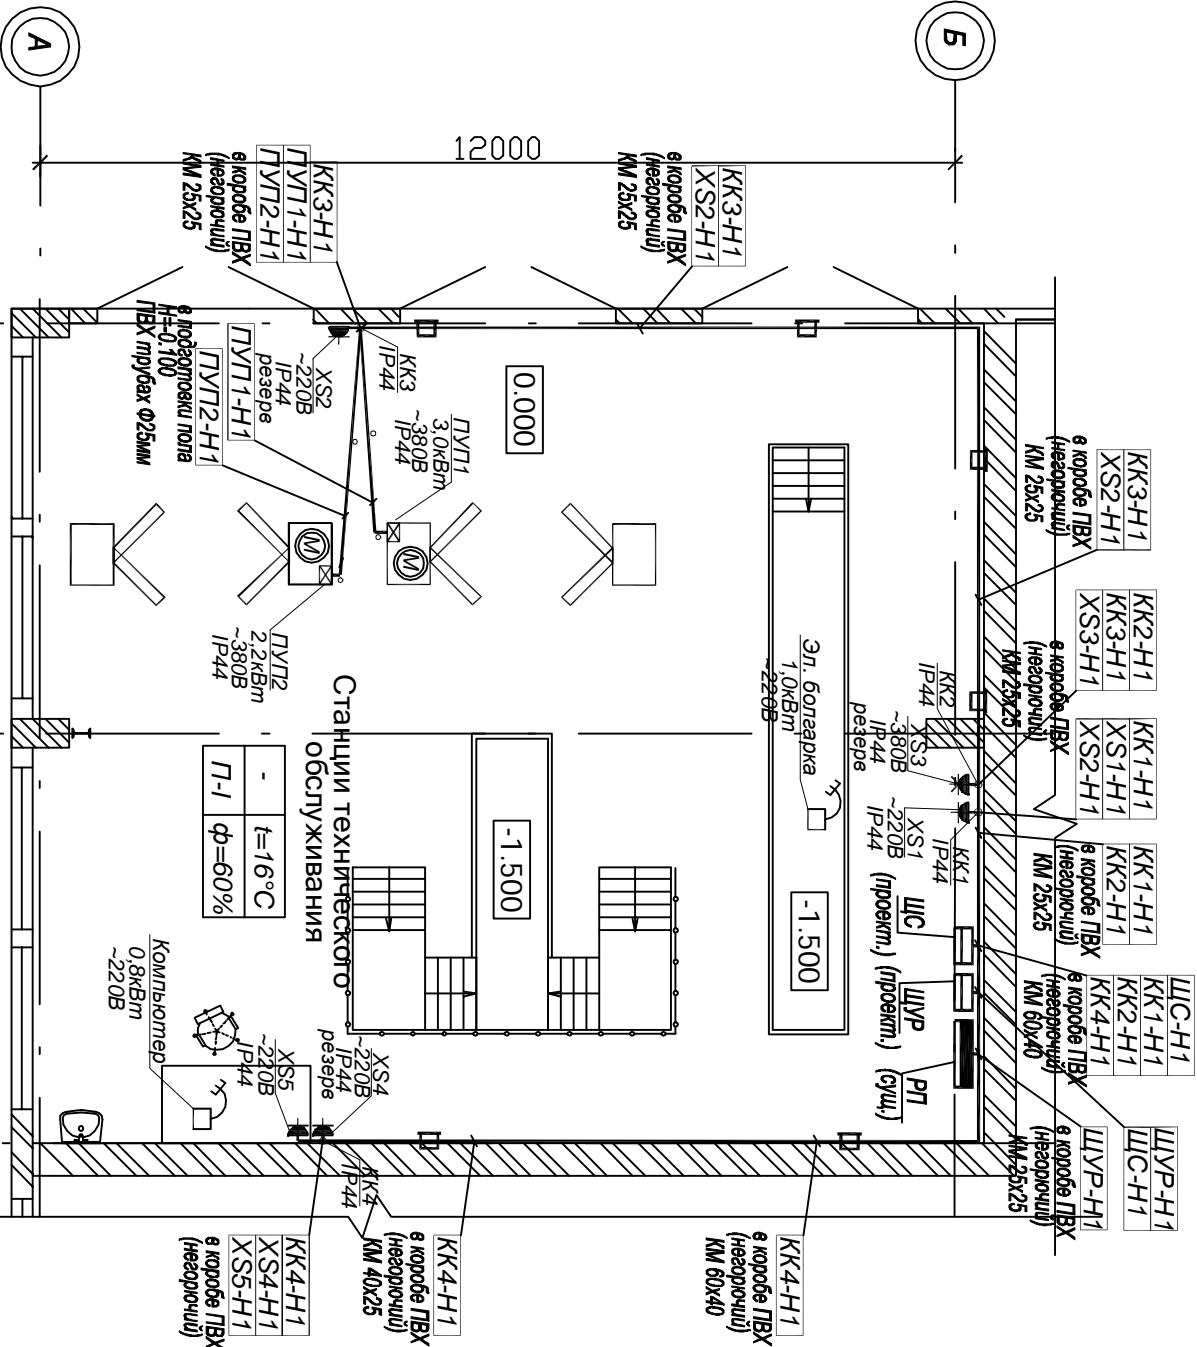 А
Б
12000
КК3-Н1
ПУП1-Н1
ПУП2-Н1
в коробе ПВХ
(негорючий)
КМ 25х25
КК3-Н1
XS2-Н1
в коробе ПВХ
(негорючий)
КМ 25х25
КК3-Н1
XS2-Н1
в коробе ПВХ
(негорючий)
КМ 25х25
КК2-Н1
КК3-Н1
XS3-Н1
в коробе ПВХ
(негорючий)
КМ 25х25
КК1-Н1
XS1-Н1
XS2-Н1
КК1-Н1
КК2-Н1
в коробе ПВХ
(негорючий)
КМ 25х25
ЩС-Н1
КК1-Н1
КК2-Н1
КК4-Н1
в коробе ПВХ
(негорючий)
КМ 60х40
ЩУР-Н1
ЩС-Н1
ЩУР-Н1
в коробе ПВХ
(негорючий)
КМ 25х25
КК4-Н1
в коробе ПВХ
(негорючий)
КМ 60х40
КК4-Н1
в коробе ПВХ
(негорючий)
КМ 40х25
КК4-Н1
XS4-Н1
XS5-Н1
в коробе ПВХ
(негорючий)
КК4
IP44
XS4
~220В
IP44
резерв
XS5
~220В
IP44
Компьютер
0,8кВт
~220В
РП
(сущ.)
ЩУР
(проект.)
ЩС
(проект.)
КК1
IP44
XS1
~220В
IP44
КК2
IP44
XS3
~380В
IP44
резерв
Эл. болгарка
1,0кВт
~220В
-1.500
-1.500
0.000
КК3
IP44
XS2
~220В
IP44
резерв
ПУП1-Н1
ПУП2-Н1
в подготовки пола
Н=-0.100
ПВХ трубах Ф25мм
ПУП1
3,0кВт
~380В
IP44
М
М
ПУП2
2,2кВт
~380В
IP44
Станции технического
обслуживания
- t=16°C
П-I ф=60%